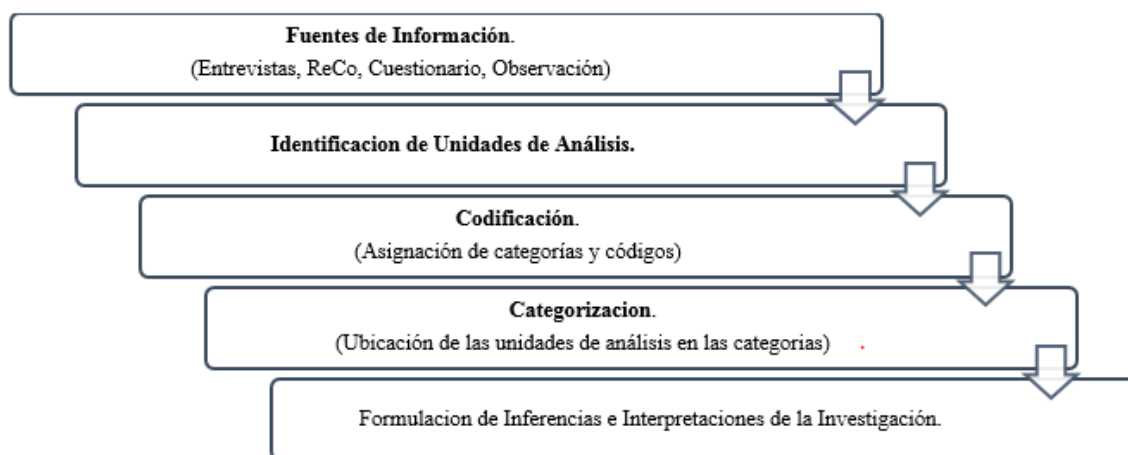 Fuentes de Información.
(Entrevistas, ReCo, Cuestionario, Observación)
Identificacion de Unidades de Análisis.
Codificación.
(Asignación de categorías y códigos)
Categorizacion.
(Ubicación de las unidades de análisis en las categorias)
Formulacion de Inferencias e Interpretaciones de la Investigación.